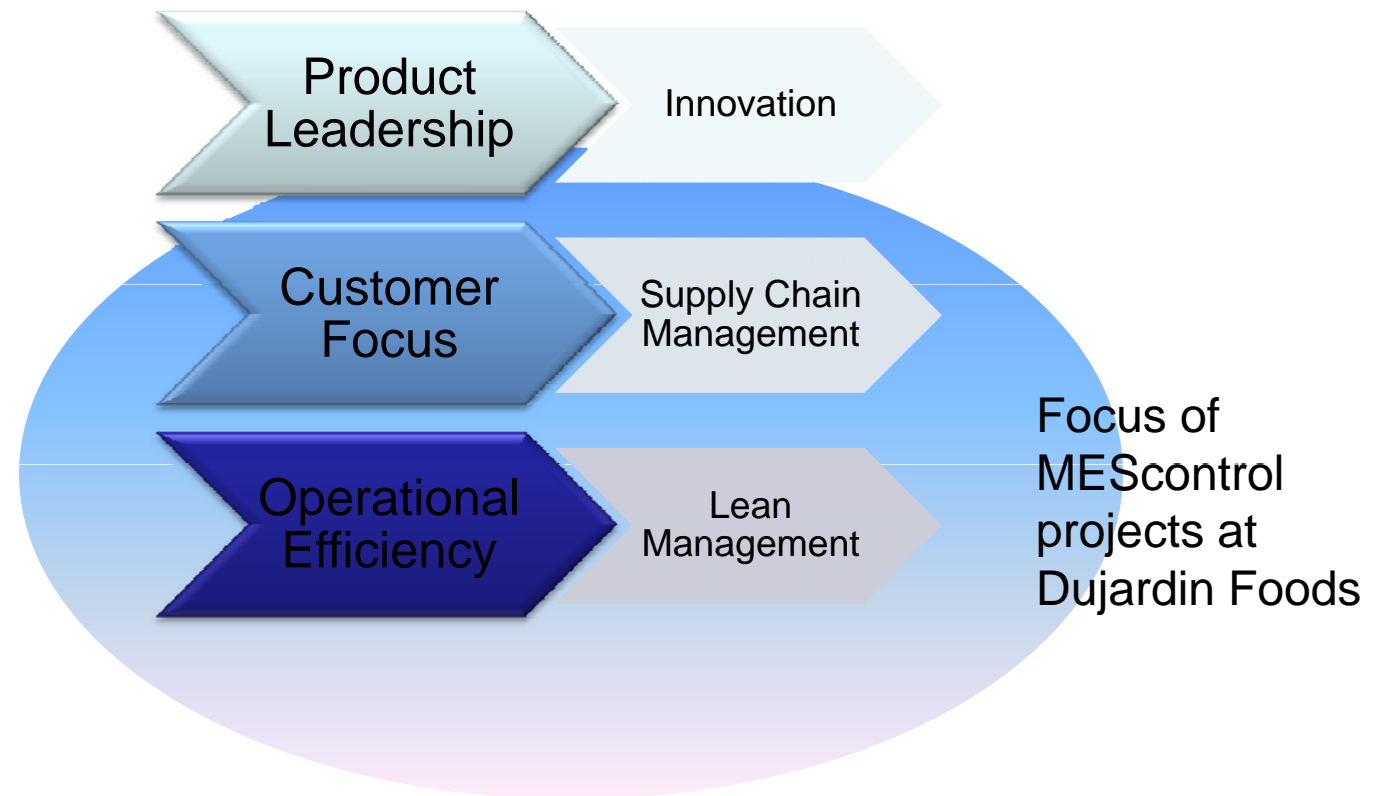 Product
Leadership
Innovation
Customer
Focus
Supply Chain
Management
Operational
Efficiency
Lean
Management
Focus of
MEScontrol
projects at
Dujardin Foods